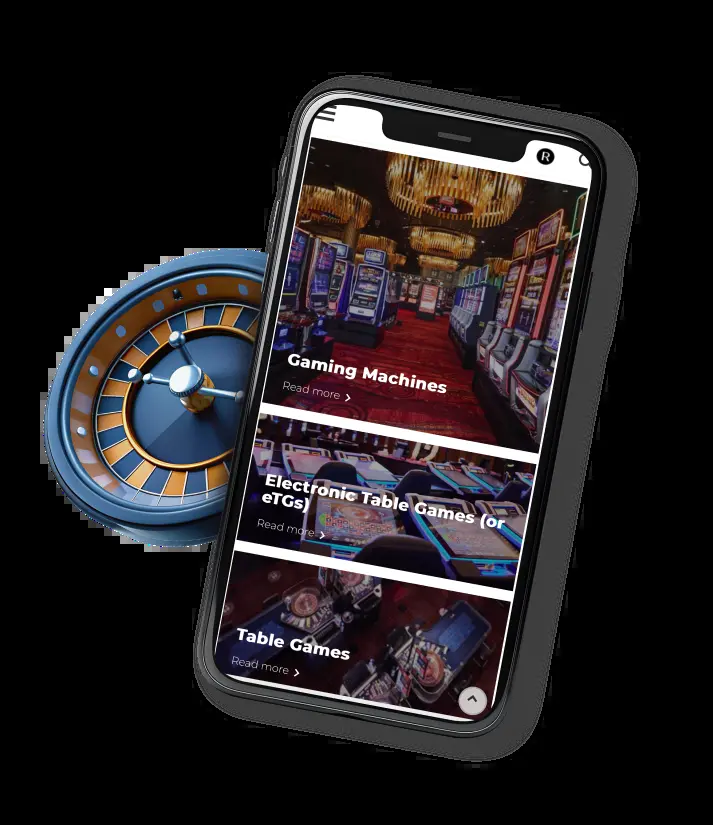 R
Gaming Machines
Read more
Electronic Table Games (or
eTGs)
Read more
Table Games
Read more